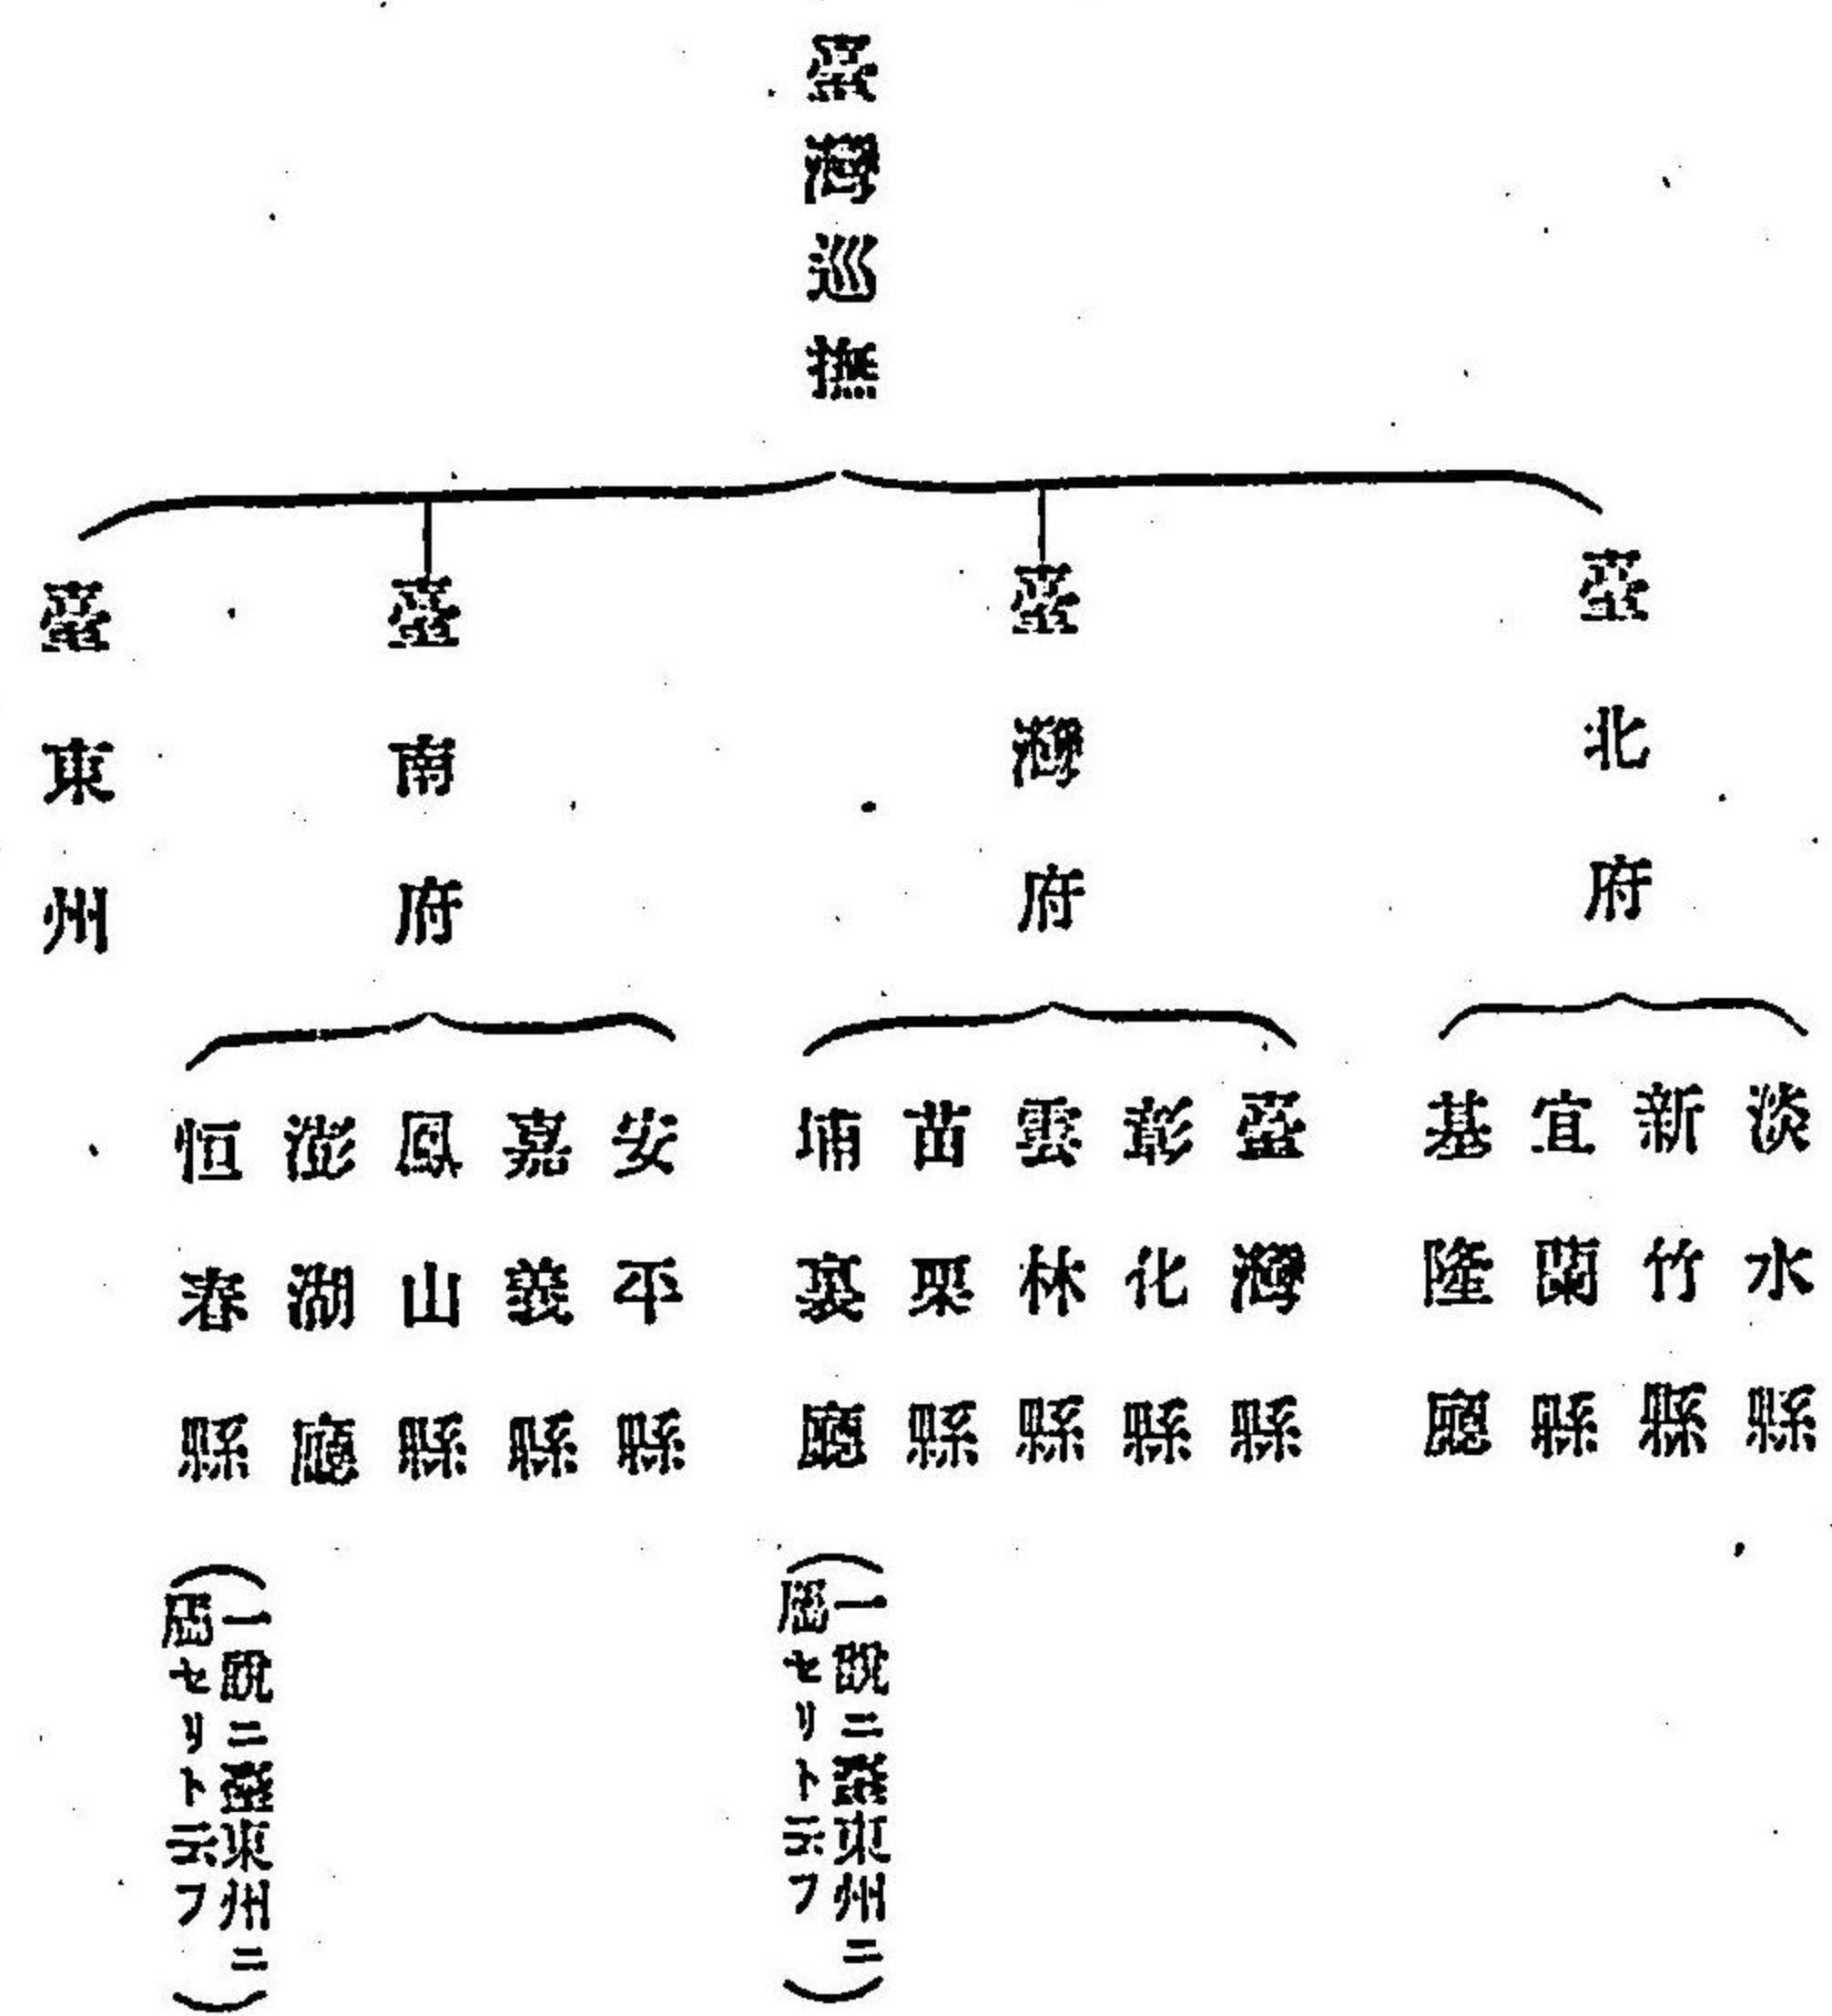 臺灣巡撫
臺北府
淡水縣
新竹縣
宜蘭縣
基隆廳
臺灣府
臺灣縣
彰化縣
雲林縣
苗栗縣
埔裏廳
(一說ニ臺東州ニ
屬セリト云フ)
臺南府
安平縣
嘉義縣
鳳山縣
澎湖廳
恒春縣
(一說ニ臺東州ニ
屬セリト云フ)
臺東州